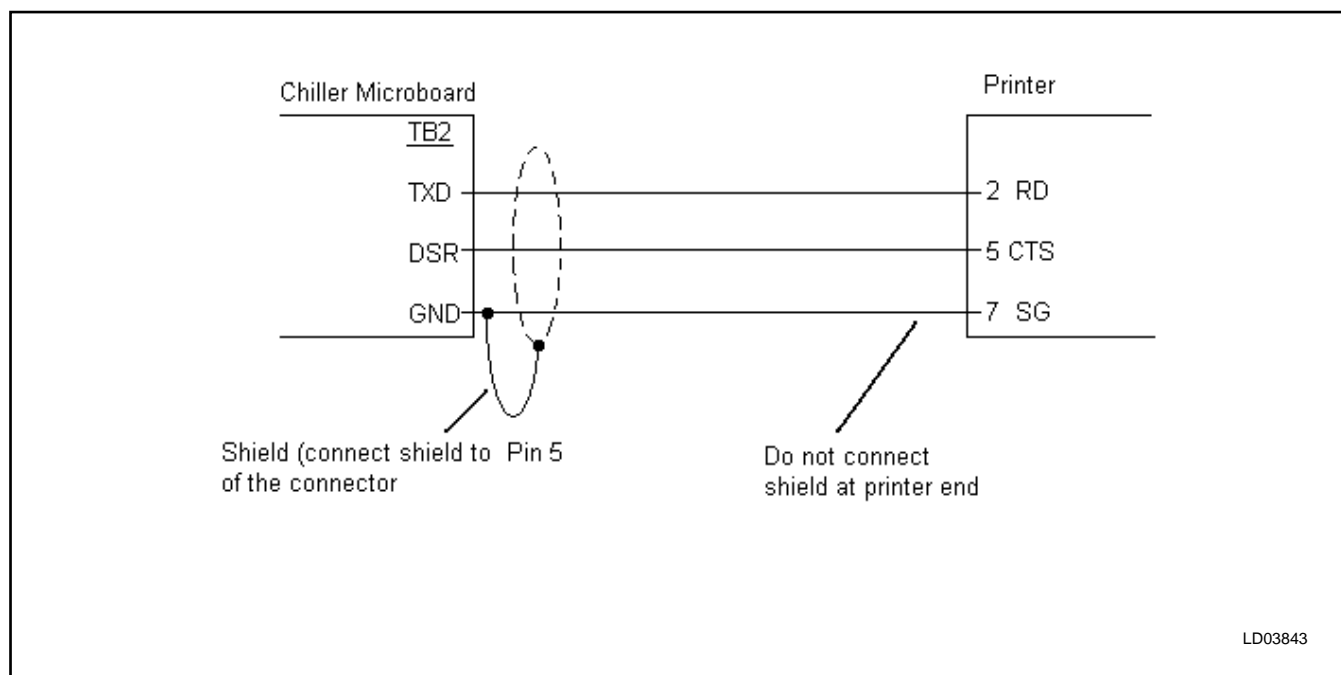 Chiller Microboard
Printer
TB2
TXD
2 RD
DSR
5 CTS
GND
7 SG
Shield (connect shield to Pin 5
of the connector
Do not connect
shield at printer end
LD03843